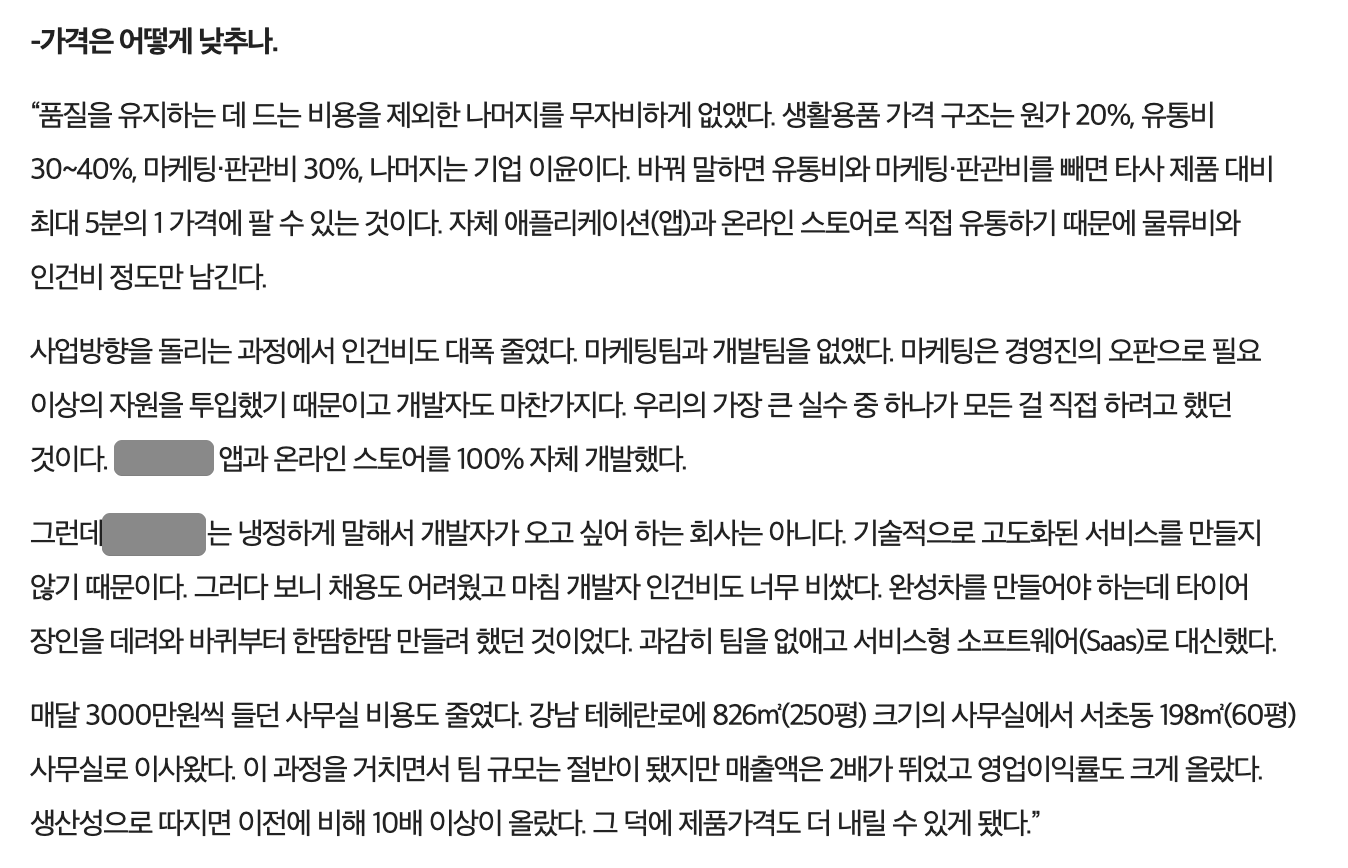 -가격은 어떻게 낮추나.
“품질을 유지하는 데 드는 비용을 제외한 나머지를 무자비하게 없앴다. 생활용품 가격 구조는 원가 20%, 유통비
30~40%, 마케팅·판관비 30%, 나머지는 기업 이윤이다. 바꿔 말하면 유통비와 마케팅·판관비를 빼면 타사 제품 대비
최대 5분의 1 가격에 팔 수 있는 것이다. 자체 애플리케이션(앱)과 온라인 스토어로 직접 유통하기 때문에 물류비와
인건비 정도만 남긴다.
사업방향을 돌리는 과정에서 인건비도 대폭 줄였다. 마케팅팀과 개발팀을 없앴다. 마케팅은 경영진의 오판으로 필요
이상의 자원을 투입했기 때문이고 개발자도 마찬가지다. 우리의 가장 큰 실수 중 하나가 모든 걸 직접 하려고 했던
것이다. 앱과 온라인 스토어를 100% 자체 개발했다.
그런데 는 냉정하게 말해서 개발자가 오고 싶어 하는 회사는 아니다. 기술적으로 고도화된 서비스를 만들지
않기 때문이다. 그러다 보니 채용도 어려웠고 마침 개발자 인건비도 너무 비쌌다. 완성차를 만들어야 하는데 타이어
장인을 데려와 바퀴부터 한땀한땀 만들려 했던 것이었다. 과감히 팀을 없애고 서비스형 소프트웨어(Saas)로 대신했다.
매달 3000만원씩 들던 사무실 비용도 줄였다. 강남 테헤란로에 826㎡(250평) 크기의 사무실에서 서초동 198㎡(60평)
사무실로 이사왔다. 이 과정을 거치면서 팀 규모는 절반이 됐지만 매출액은 2배가 뛰었고 영업이익률도 크게 올랐다.
생산성으로 따지면 이전에 비해 10배 이상이 올랐다. 그 덕에 제품가격도 더 내릴 수 있게 됐다.”